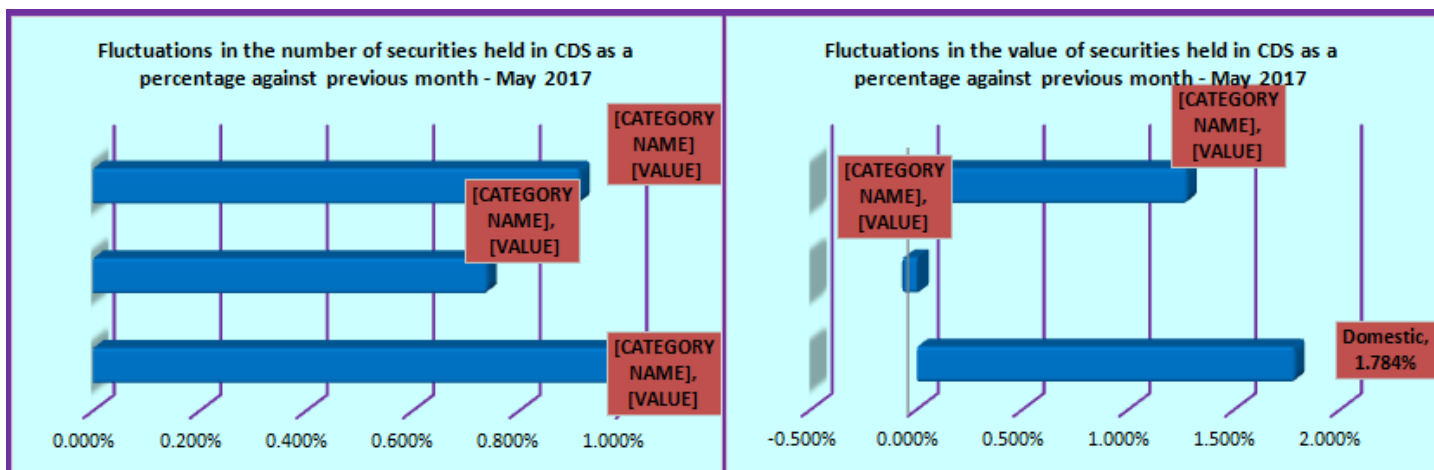 Fluctuations in the number of securities held in CDS as a
percentage against previous month - May 2017
[CATEGORY
NAME]
[VALUE]
[CATEGORY
NAME],
[VALUE]
[CATEGORY
NAME],
[VALUE]
0.000%
0.200%
0.400%
0.600%
0.800%
1.000%
Fluctuations in the value of securities held in CDS as a
percentage against previous month - May 2017
[CATEGORY
NAME],
[VALUE]
[CATEGORY
NAME],
[VALUE]
Domestic,
1.784%
-0.500%
0.000%
0.500%
1.000%
1.500%
2.000%